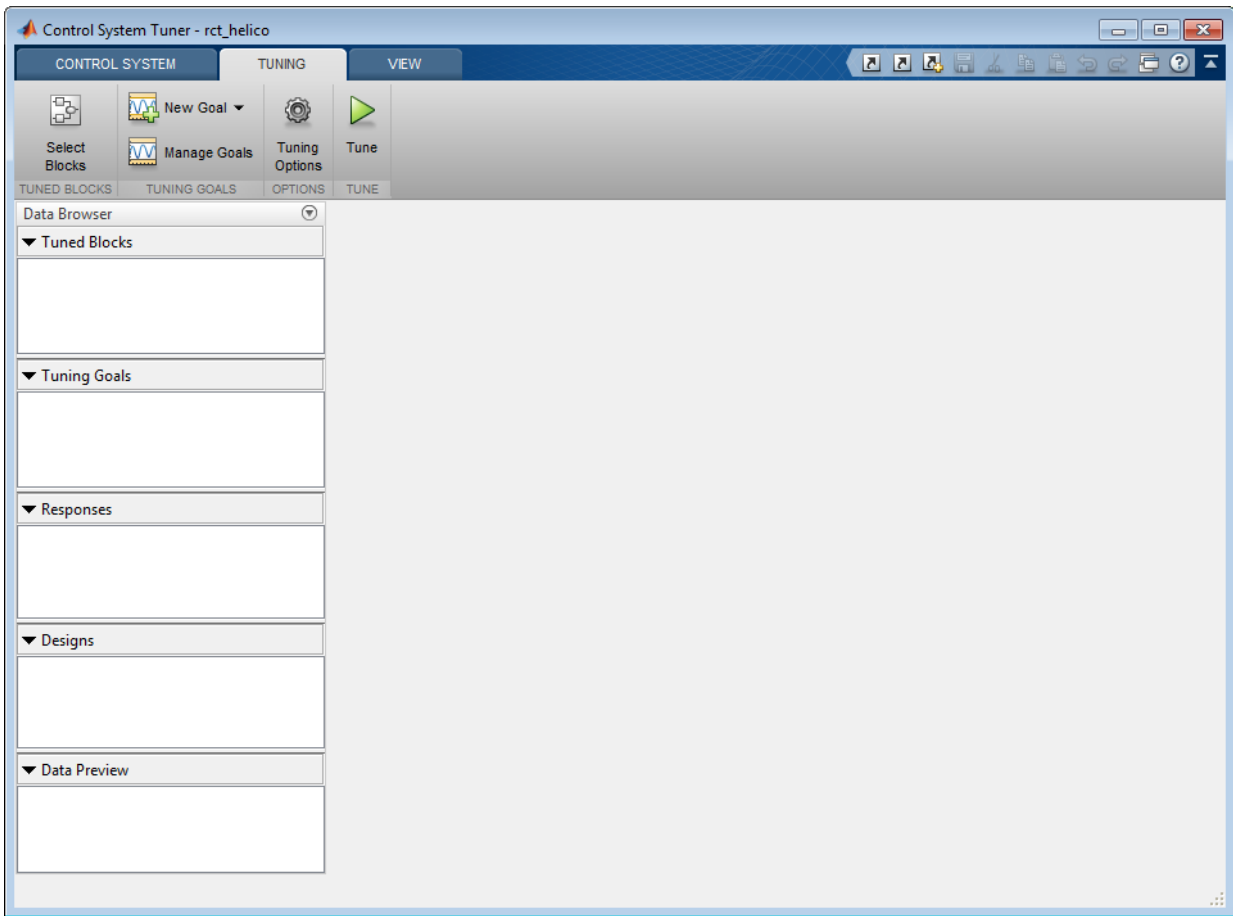 Control System Tuner - rct_helico
CONTROL SYSTEM TUNING VIEW
New Goal
Select Blocks
Manage Goals
Tuning Options
Tune
TUNED BLOCKS TUNING GOALS OPTIONS TUNE
Data Browser
Tuned Blocks
Tuning Goals
Responses
Designs
Data Preview